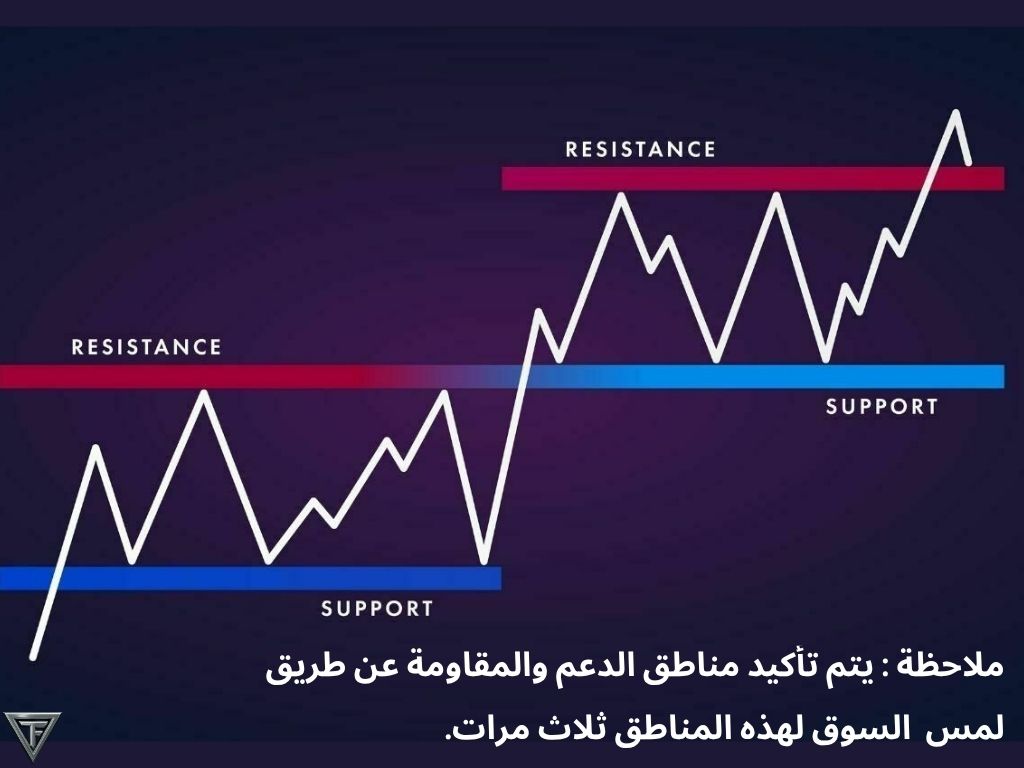 RESISTANCE
RESISTANCE
SUPPORT
SUPPORT
ملاحظة : يتم تأكيد مناطق الدعم والمقاومة عن طريق
لمس السوق لهذه المناطق ثلاث مرات.